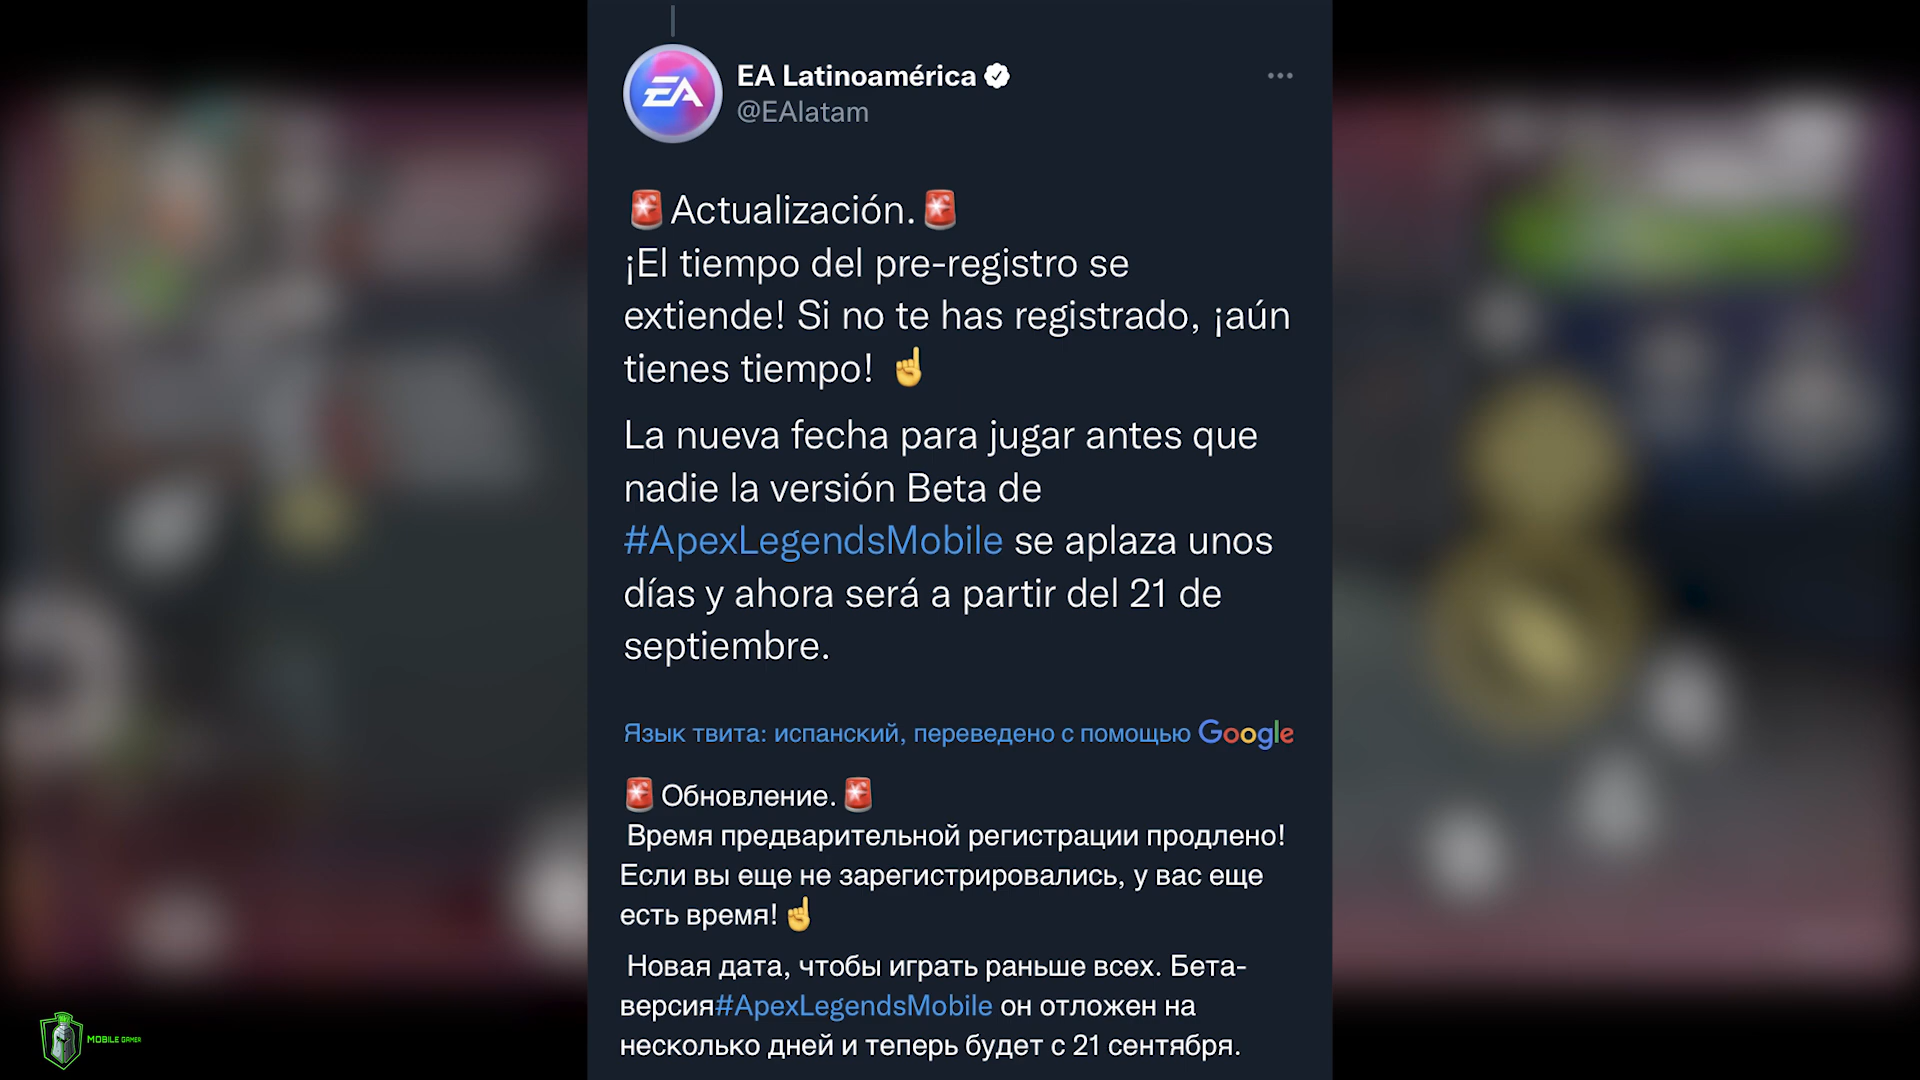 EA
EA Latinoamérica
@EAlatam
🚨Actualización.🚨
¡El tiempo del pre-registro se
extiende! Si no te has registrado, ¡aún
tienes tiempo! ☝
La nueva fecha para jugar antes que
nadie la versión Beta de
#ApexLegendsMobile se aplaza unos
días y ahora será a partir del 21 de
septiembre.
Язык твита: испанский, переведено с помощью Google
🚨Обновление.🚨
Время предварительной регистрации продлено!
Если вы еще не зарегистрировались, у вас еще
есть время!☝
Новая дата, чтобы играть раньше всех. Бета-
версия#ApexLegendsMobile он отложен на
несколько дней и теперь будет с 21 сентября.
MOBILE GAMER